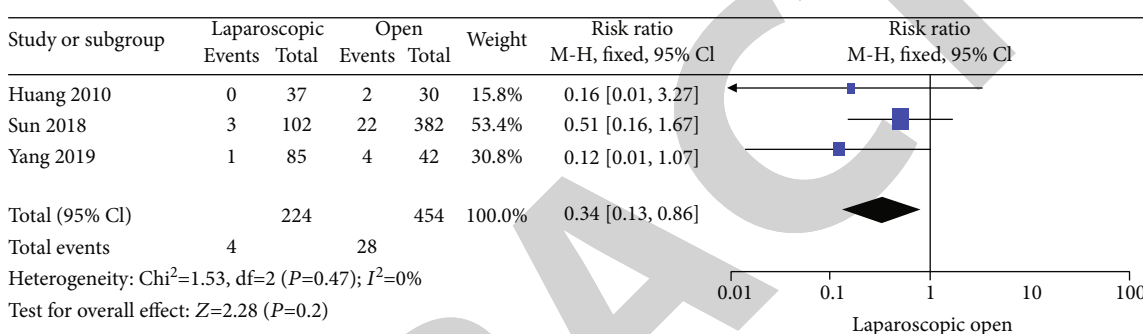 Study or subgroup Laparoscopic Open Weight Risk ratio Risk ratio
Events Total Events Total M-H, fixed, 95% Cl M-H, fixed, 95% Cl
Huang 2010 0 37 2 30 15.8% 0.16 [0.01, 3.27]
Sun 2018 3 102 22 382 53.4% 0.51 [0.16, 1.67]
Yang 2019 1 85 4 42 30.8% 0.12 [0.01, 1.07]
Total (95% Cl) 224 454 100.0% 0.34 [0.13, 0.86]
Total events 4 28
Heterogeneity: Chi²=1.53, df=2 (P=0.47); I²=0%
Test for overall effect: Z=2.28 (P=0.2)
0.01 0.1 1 10 100
Laparoscopic open